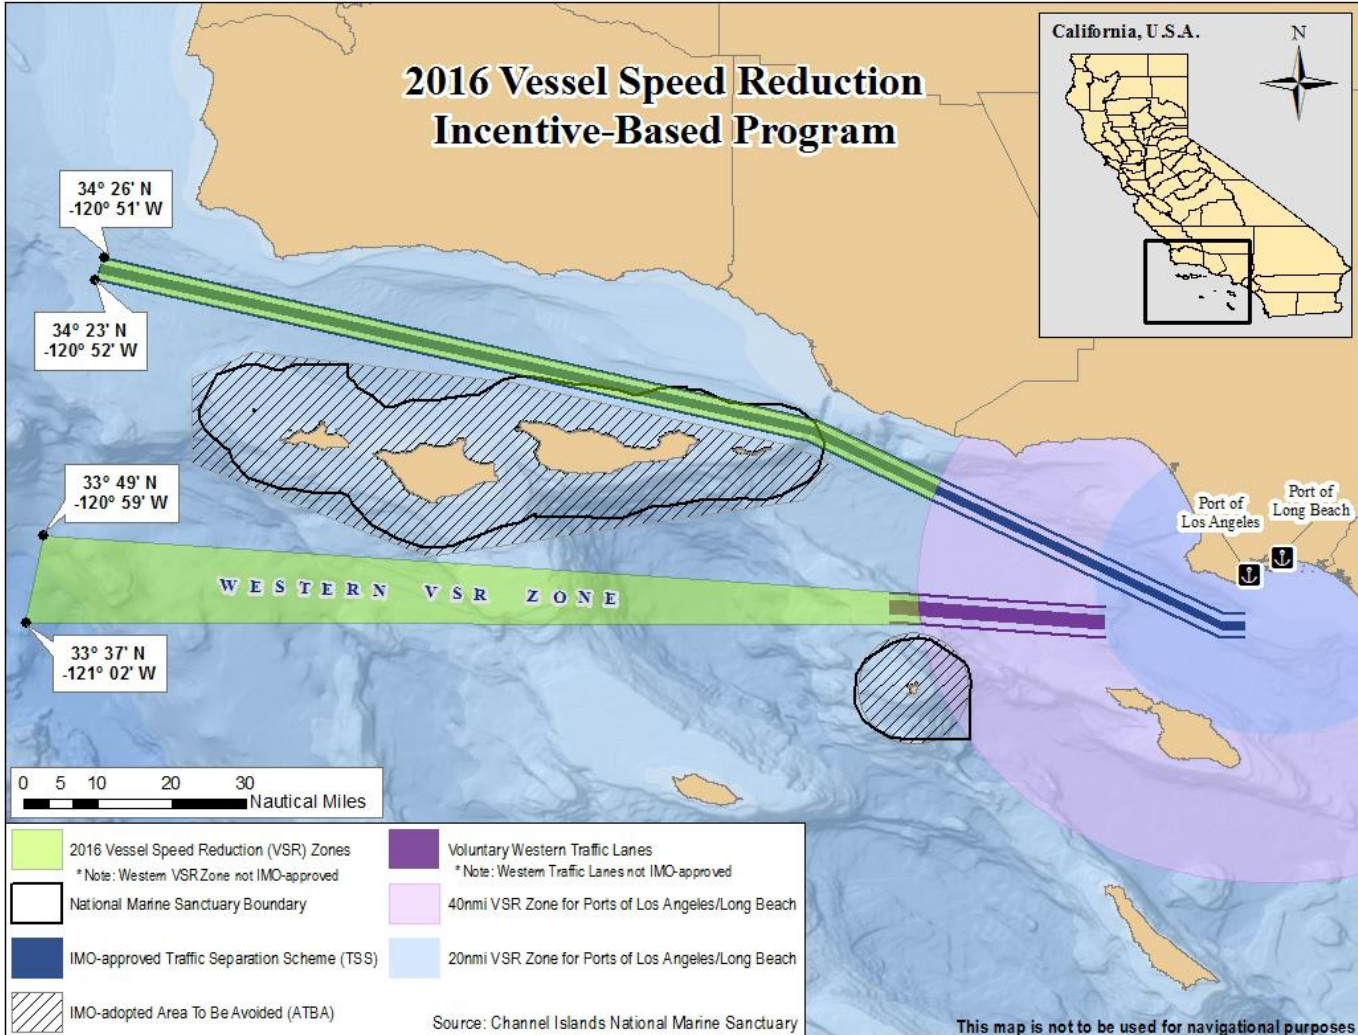 2016 Vessel Speed Reduction
Incentive-Based Program
California, U.S.A.
N
34° 26' N
-120° 51' W
34° 23' N
-120° 52' W
33° 49' N
-120° 59' W
33° 37' N
-121° 02' W
WESTERN VSR ZONE
Port of
Los Angeles
Port of
Long Beach
0 5 10 20 30
Nautical Miles
2016 Vessel Speed Reduction (VSR) Zones
* Note: Western VSR Zone not IMO-approved
National Marine Sanctuary Boundary
IMO-approved Traffic Separation Scheme (TSS)
IMO-adopted Area To Be Avoided (ATBA)
Voluntary Western Traffic Lanes
* Note: Western Traffic Lanes not IMO-approved
40nmi VSR Zone for Ports of Los Angeles/Long Beach
20nmi VSR Zone for Ports of Los Angeles/Long Beach
Source: Channel Islands National Marine Sanctuary
This map is not to be used for navigational purposes